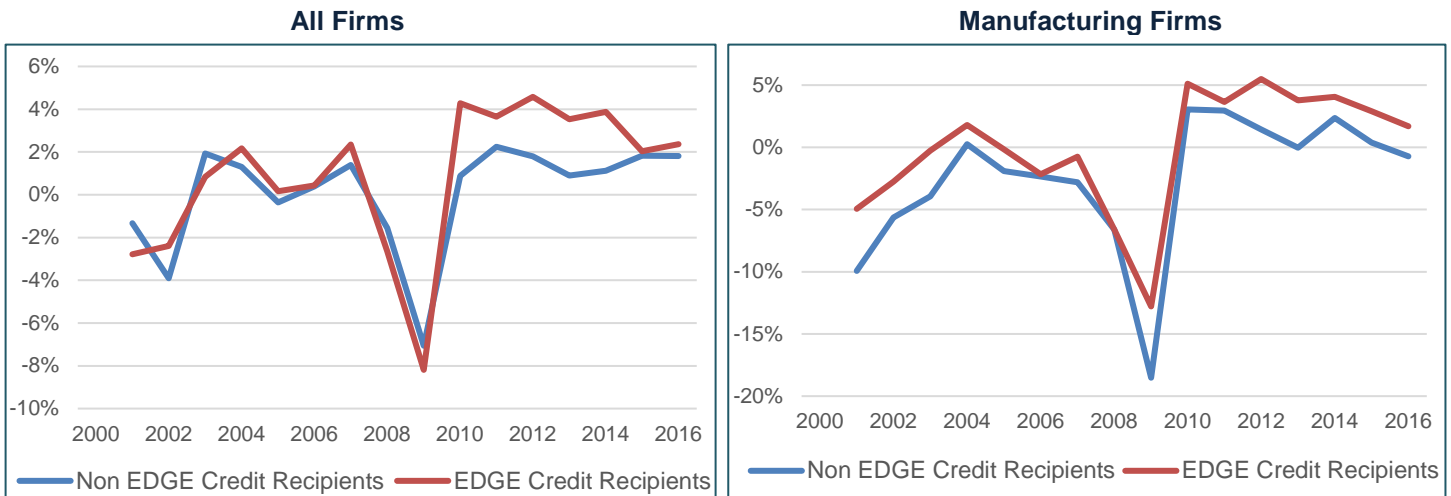 All Firms
6%
4%
2%
0%
-2%
-4%
-6%
-8%
-10%
2000 2002 2004 2006 2008 2010 2012 2014 2016
Non EDGE Credit Recipients EDGE Credit Recipients
Manufacturing Firms
5%
0%
-5%
-10%
-15%
-20%
2000 2002 2004 2006 2008 2010 2012 2014 2016
Non EDGE Credit Recipients EDGE Credit Recipients